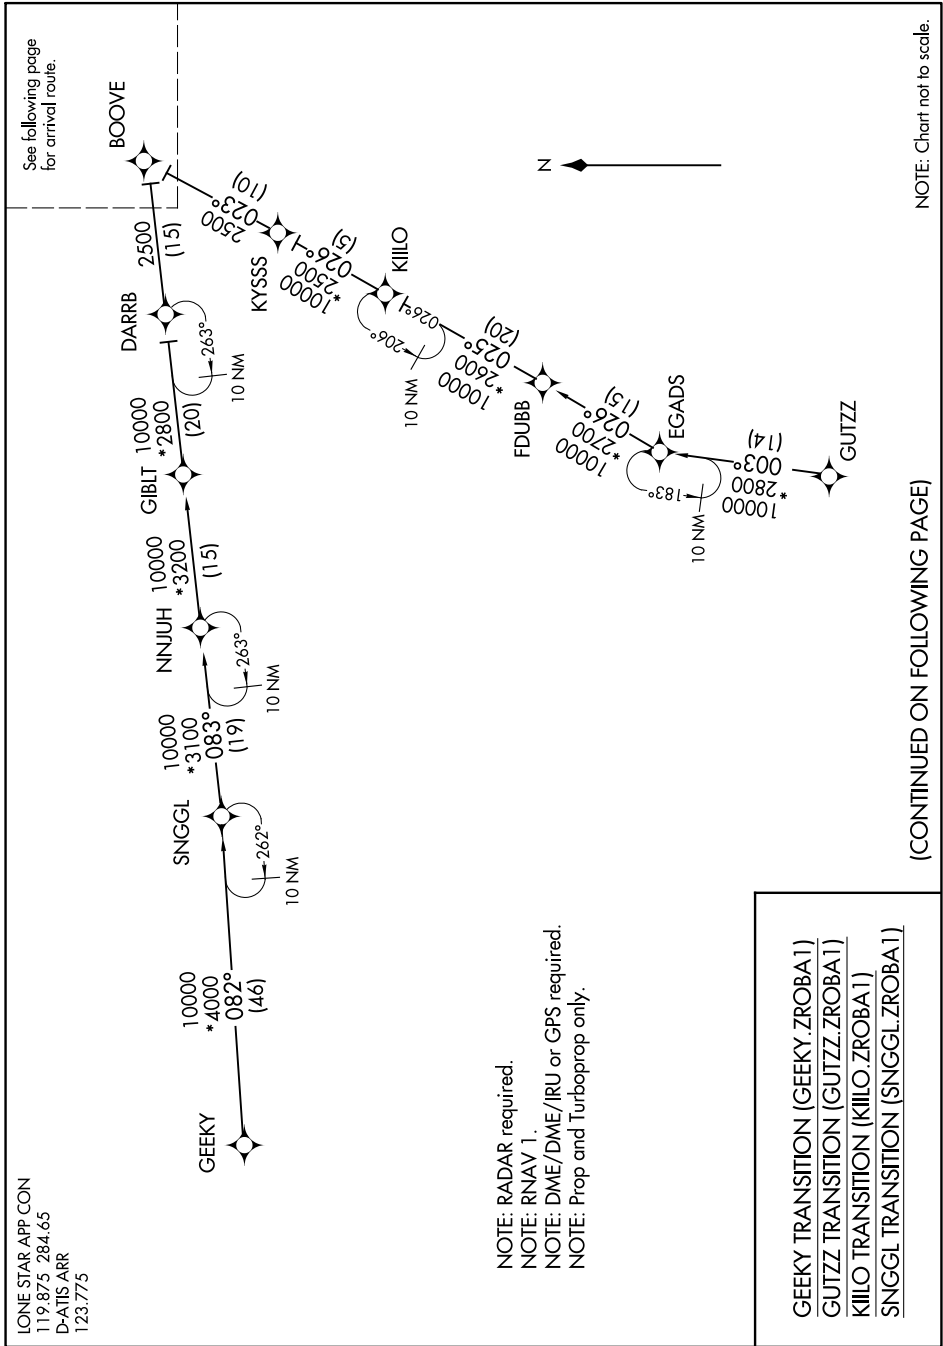 LONE STAR APP CON
119.875 284.65
D-ATIS ARR
123.775
See following page
for arrival route.
GEEKY
10000
*4000
082°
(46)
SNGGL
262°
10 NM
10000
*3100
083°
(19)
NNJUH
263°
10 NM
10000
*3200
(15)
GIBLT
10000
*2800
(20)
DARRB
263°
10 NM
2500
(15)
BOOVE
2500
023°
(10)
KYSSS
10000
*2500
026°
(5)
KIILO
206°
026°
10 NM
10000
*2600
025°
(20)
FDUBB
10000
*2700
026°
(15)
EGADS
183°
10 NM
10000
*2800
003°
(14)
GUTZZ
N
NOTE: RADAR required.
NOTE: RNAV 1.
NOTE: DME/DME/IRU or GPS required.
NOTE: Prop and Turboprop only.
NOTE: Chart not to scale.
(CONTINUED ON FOLLOWING PAGE)
GEEKY TRANSITION (GEEKY.ZROBA1)
GUTZZ TRANSITION (GUTZZ.ZROBA1)
KIILO TRANSITION (KIILO.ZROBA1)
SNGGL TRANSITION (SNGGL.ZROBA1)